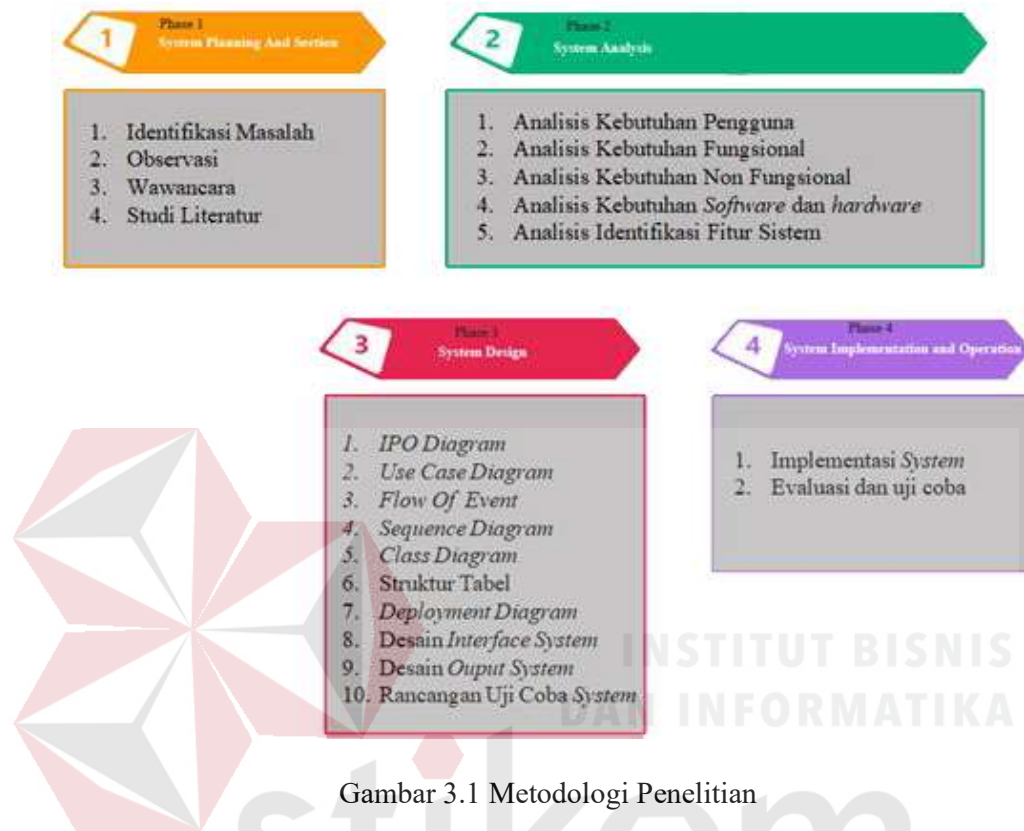 1
Phase 1
System Planning And Section
1. Identifikasi Masalah
2. Observasi
3. Wawancara
4. Studi Literatur
2
Phase 2
System Analysis
1. Analisis Kebutuhan Pengguna
2. Analisis Kebutuhan Fungsional
3. Analisis Kebutuhan Non Fungsional
4. Analisis Kebutuhan Software dan hardware
5. Analisis Identifikasi Fitur Sistem
3
Phase 3
System Design
1. IPO Diagram
2. Use Case Diagram
3. Flow Of Event
4. Sequence Diagram
5. Class Diagram
6. Struktur Tabel
7. Deployment Diagram
8. Desain Interface System
9. Desain Ouput System
10. Rancangan Uji Coba System
4
Phase 4
System Implementation and Operation
1. Implementasi System
2. Evaluasi dan uji coba
INSTITUT BISNIS
DAN INFORMATIKA
Gambar 3.1 Metodologi Penelitian
stikom